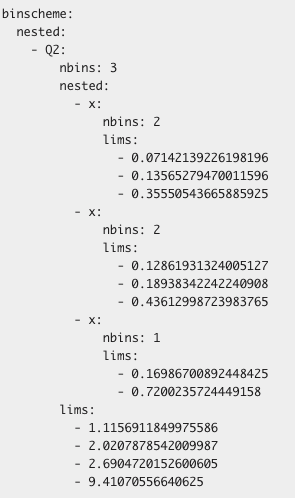 binscheme:
  nested:
    - Q2:
        nbins: 3
        nested:
          - x:
              nbins: 2
              lims:
                - 0.07142139226198196
                - 0.13565279470011596
                - 0.35550543665885925
          - x:
              nbins: 2
              lims:
                - 0.12861931324005127
                - 0.18938342242240908
                - 0.43612998723983765
          - x:
              nbins: 1
              lims:
                - 0.16986700892448425
                - 0.7200235724449158
        lims:
          - 1.1156911849975586
          - 2.0207878542009987
          - 2.6904720152600605
          - 9.41070556640625